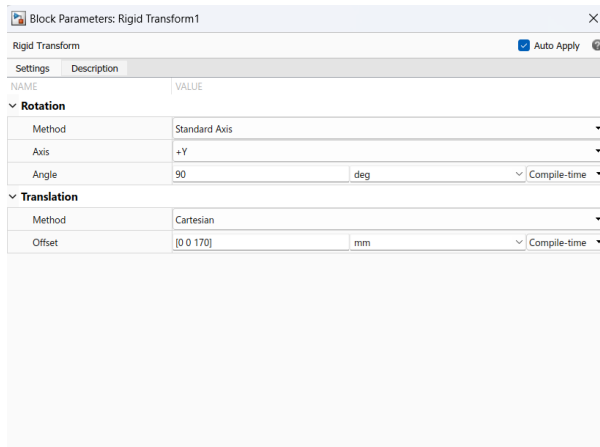 Block Parameters: Rigid Transform1
Rigid Transform
Auto Apply
Settings Description
NAME VALUE
Rotation
Method Standard Axis
Axis +Y
Angle 90 deg Compile-time
Translation
Method Cartesian
Offset [0 0 170] mm Compile-time